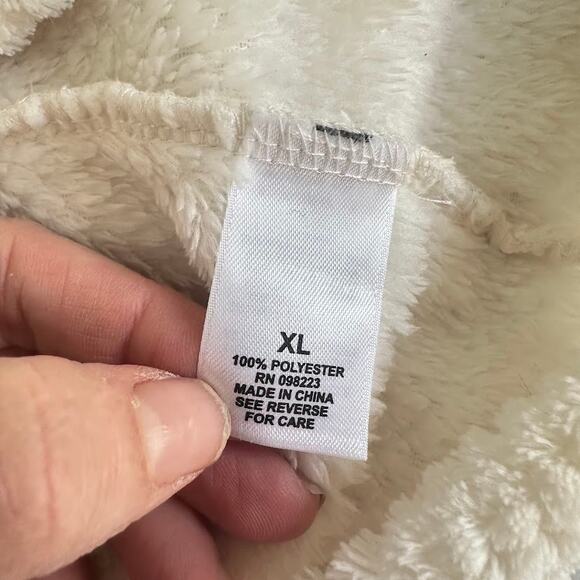 XL
100% POLYESTER
RN 098223
MADE IN CHINA
SEE REVERSE
FOR CARE